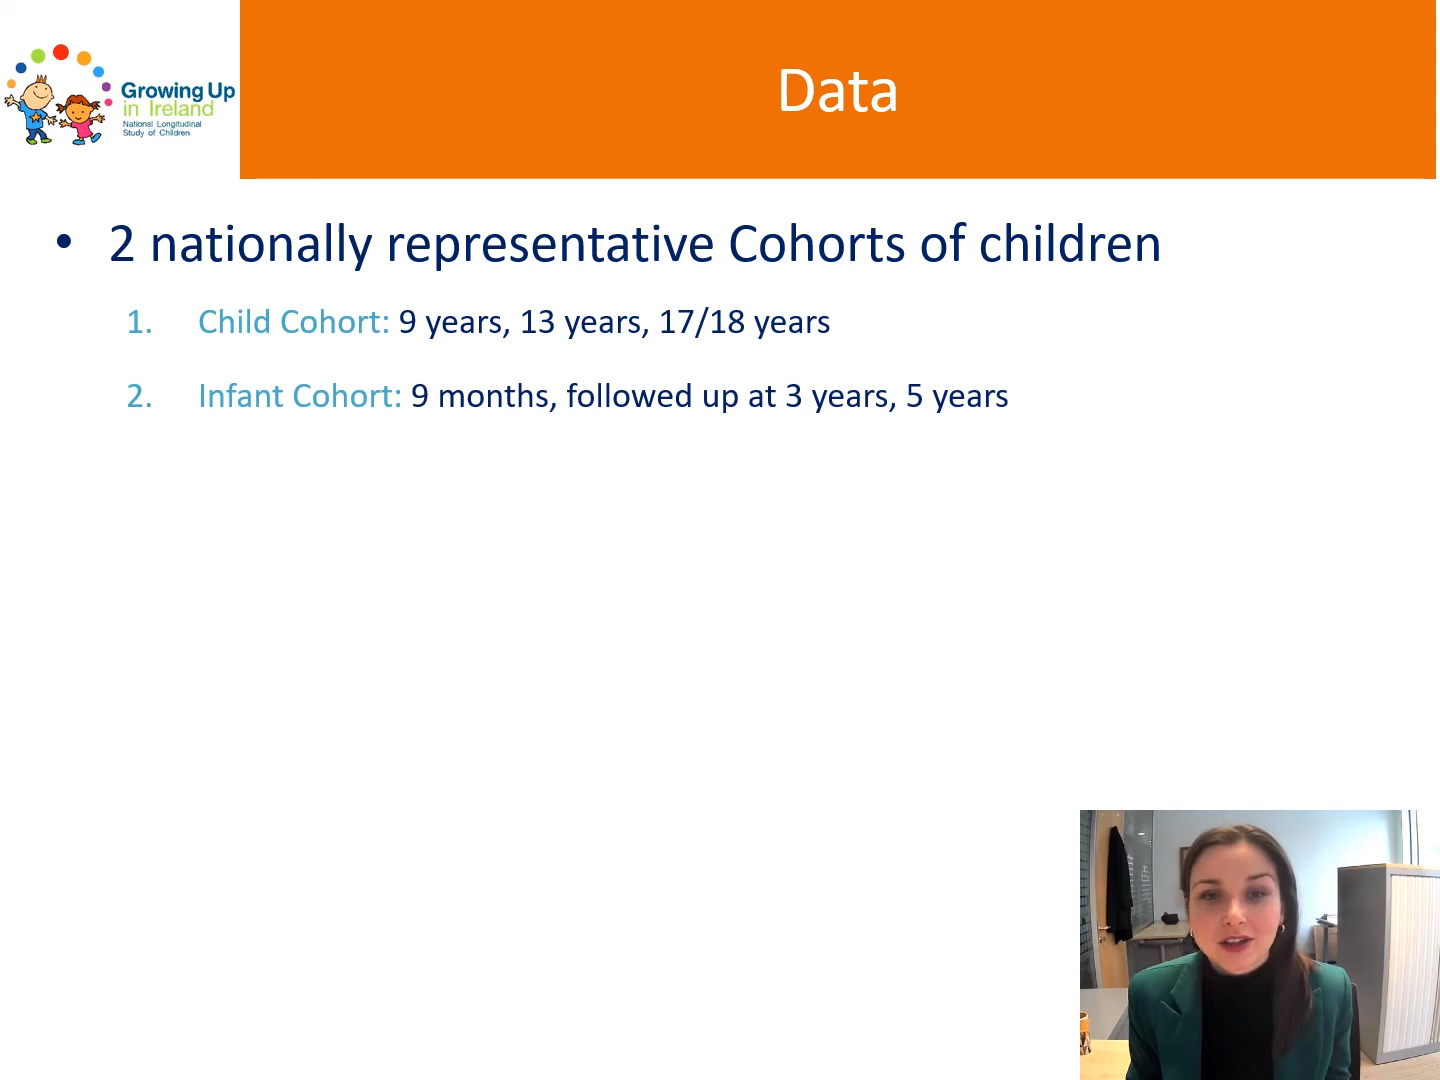 Growing Up
in Ireland
National Longitudinal
Study of Children
Data
• 2 nationally representative Cohorts of children
1. Child Cohort: 9 years, 13 years, 17/18 years
2. Infant Cohort: 9 months, followed up at 3 years, 5 years